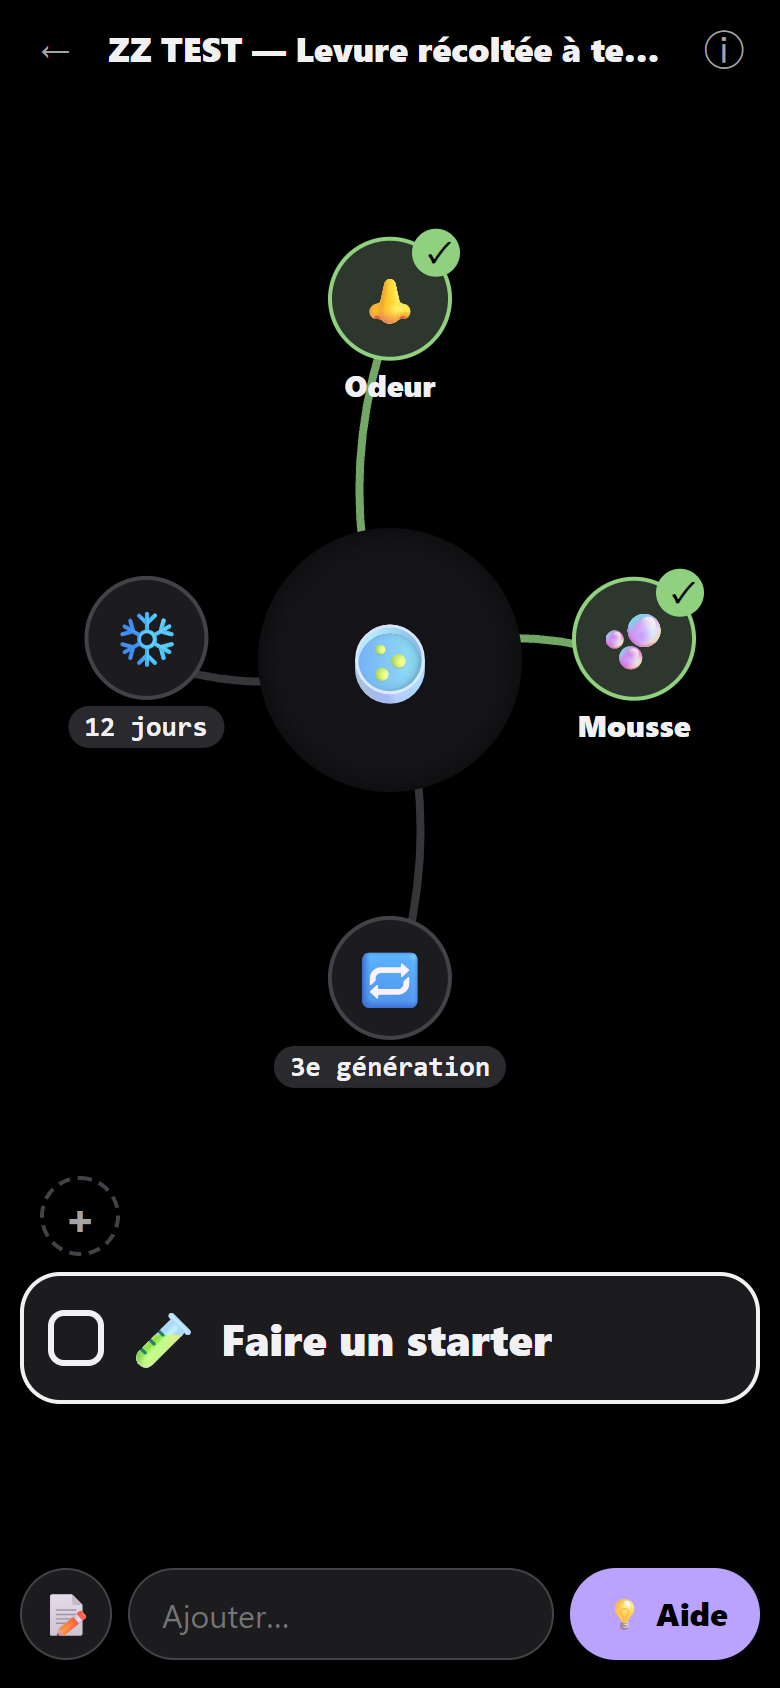 ZZ TEST — Levure récoltée à te...
Odeur
12 jours
Mousse
3e génération
+
Faire un starter
Ajouter...
Aide